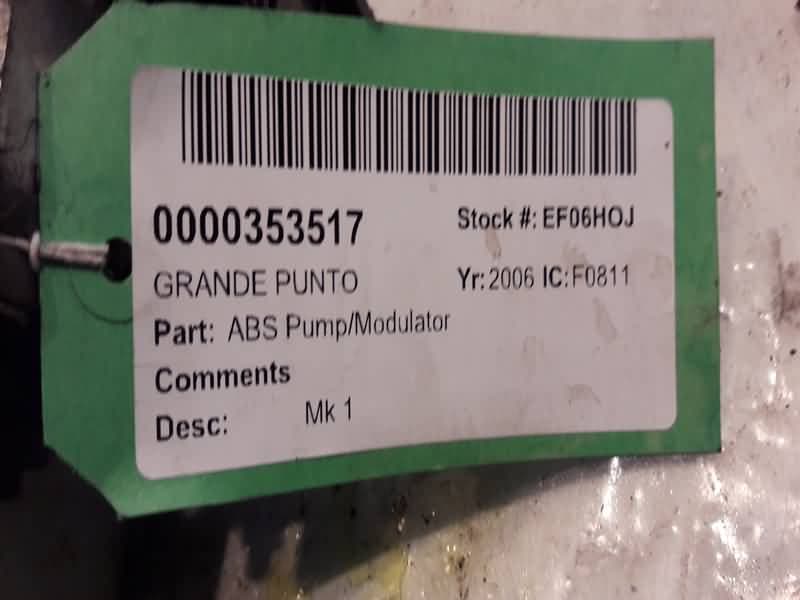 0000353517 Stock #: EF06HOJ
GRANDE PUNTO Yr: 2006 IC: F0811
Part: ABS Pump/Modulator
Comments
Desc: Mk 1